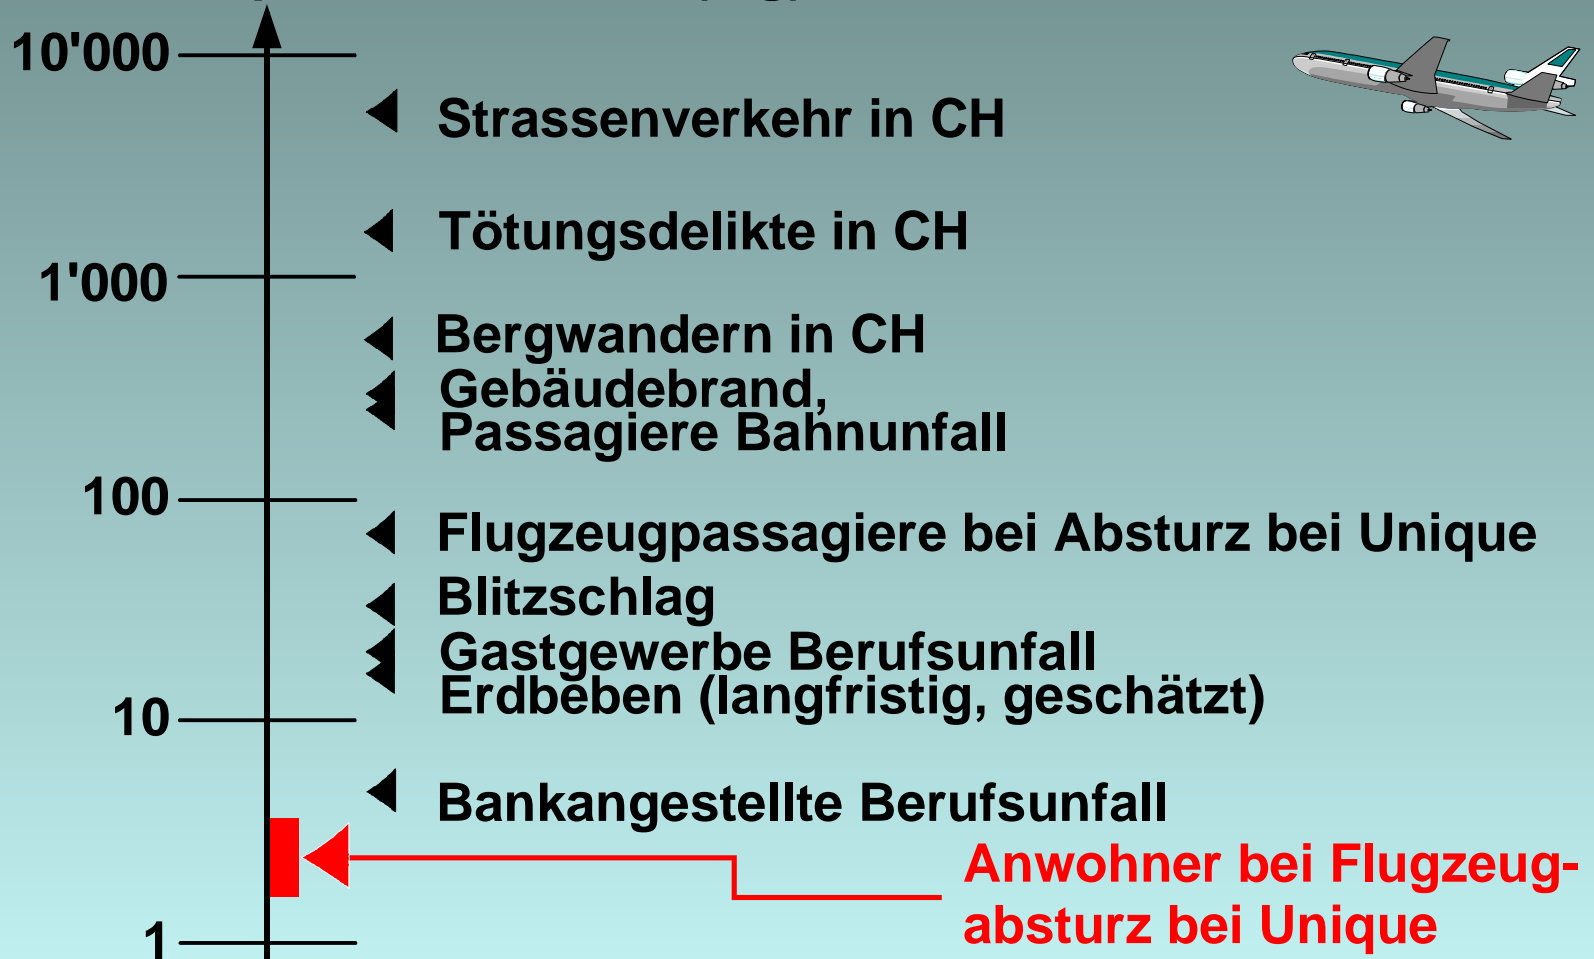 10'000
Strassenverkehr in CH
Tötungsdelikte in CH
1'000
Bergwandern in CH
Gebäudebrand,
Passagiere Bahnunfall
100
Flugzeugpassagiere bei Absturz bei Unique
Blitzschlag
Gastgewerbe Berufsunfall
Erdbeben (langfristig, geschätzt)
10
Bankangestellte Berufsunfall
Anwohner bei Flugzeug-
absturz bei Unique
1